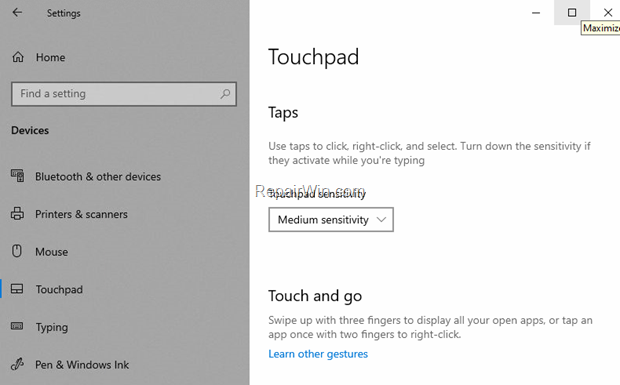 Settings
Maximize
Home
Find a setting
Devices
Bluetooth & other devices
Printers & scanners
Mouse
Touchpad
Typing
Pen & Windows Ink
Touchpad
Taps
Use taps to click, right-click, and select. Turn down the sensitivity if
they activate while you're typing
RepairWin.com
Touchpad sensitivity
Medium sensitivity
Touch and go
Swipe up with three fingers to display all your open apps, or tap an
app once with two fingers to right-click.
Learn other gestures